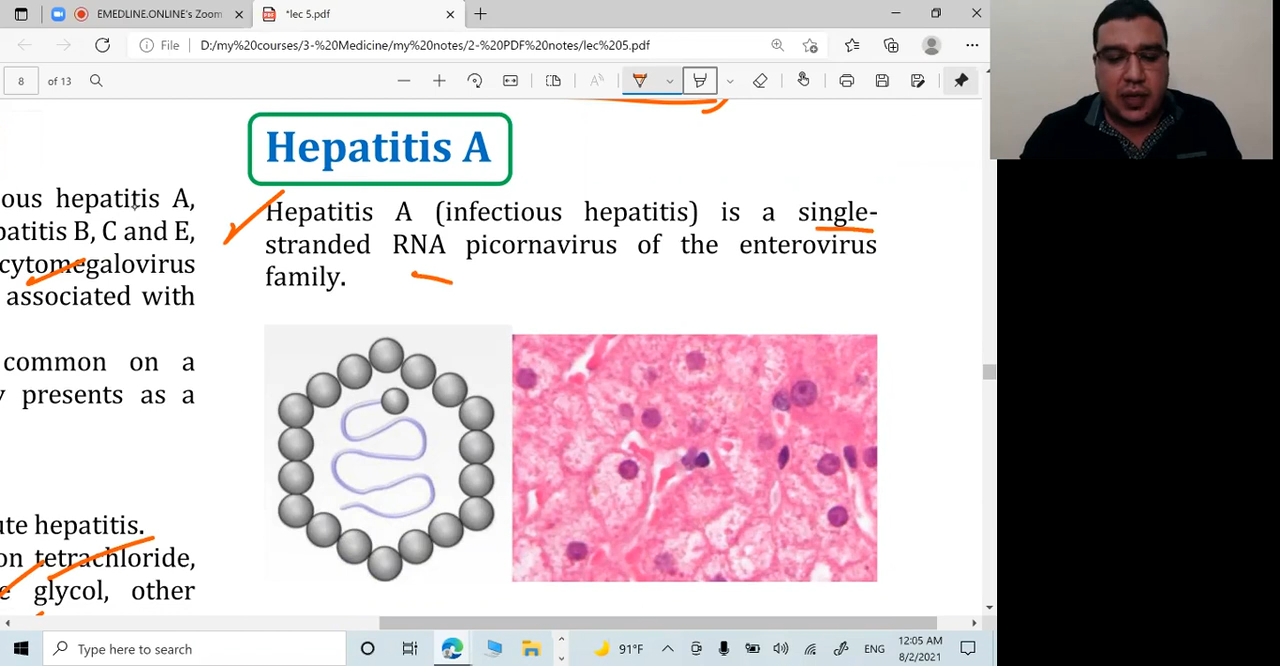 EMEDLINE.ONLINE's Zoom
*lec 5.pdf
File
D:/my%20courses/3-%20Medicine/my%20notes/2-%20PDF%20notes/lec%205.pdf
8 of 13
ous hepatitis A,
patitis B, C and E,
cytomegalovirus
associated with
common on a
y presents as a
ute hepatitis.
on tetrachloride,
e glycol, other
Hepatitis A
Hepatitis A (infectious hepatitis) is a single-
stranded RNA picornavirus of the enterovirus
family.
Type here to search
91°F
ENG
12:05 AM
8/2/2021